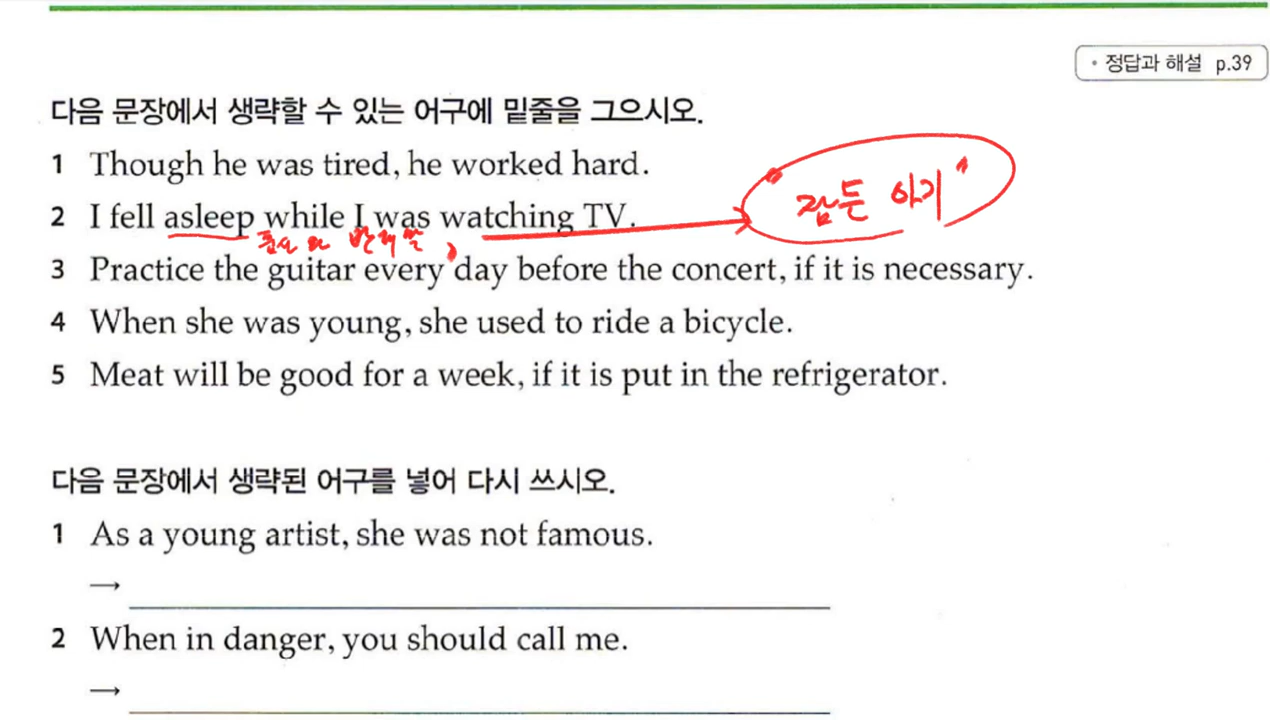 • 정답과 해설 p.39
다음 문장에서 생략할 수 있는 어구에 밑줄을 그으시오.
1 Though he was tired, he worked hard.
잠든 아기
2 I fell asleep while I was watching TV.
3 Practice the guitar every day before the concert, if it is necessary.
4 When she was young, she used to ride a bicycle.
5 Meat will be good for a week, if it is put in the refrigerator.
다음 문장에서 생략된 어구를 넣어 다시 쓰시오.
1 As a young artist, she was not famous.
→
2 When in danger, you should call me.
→